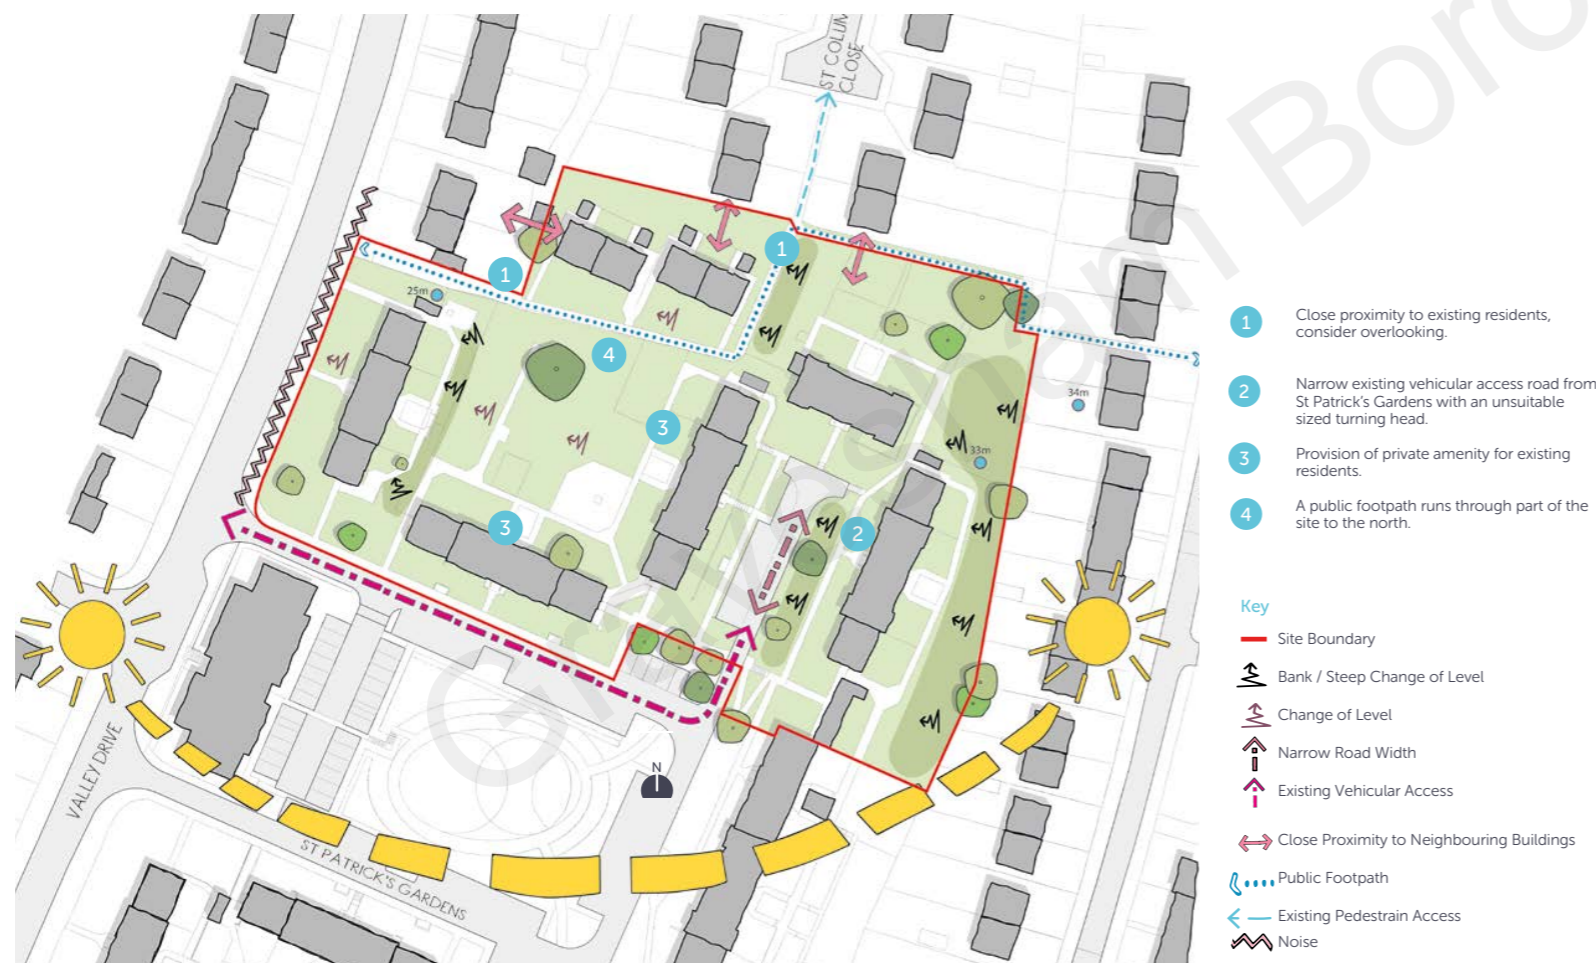 ST COLUM
CLOSE
1
1
25m
4
3
34m
33m
3
2
N
VALLEY DRIVE
ST PATRICK'S GARDENS
Gravesham Boro
1
Close proximity to existing residents,
consider overlooking.
2
Narrow existing vehicular access road from
St Patrick's Gardens with an unsuitable
sized turning head.
3
Provision of private amenity for existing
residents.
4
A public footpath runs through part of the
site to the north.
Key
Site Boundary
Bank / Steep Change of Level
Change of Level
Narrow Road Width
Existing Vehicular Access
Close Proximity to Neighbouring Buildings
Public Footpath
Existing Pedestrain Access
Noise